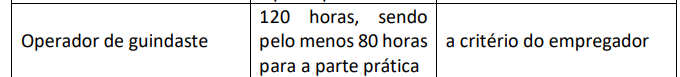 120 horas, sendo
Operador de guindaste pelo menos 80 horas a critério do empregador
para a parte prática